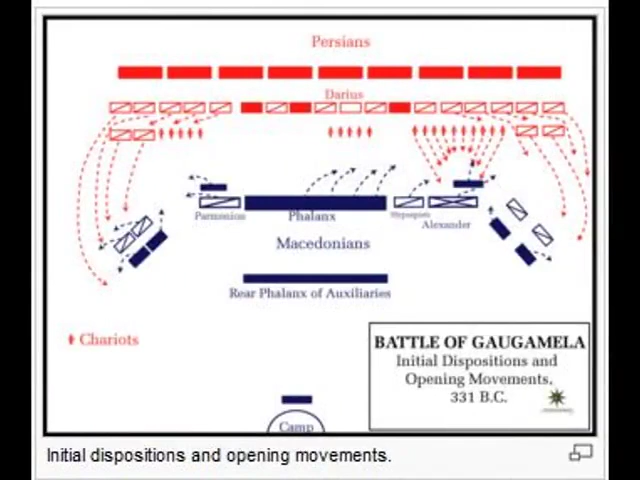 Persians
Darius
Parmenion
Phalanx
Hypaspists
Alexander
Macedonians
Rear Phalanx of Auxiliaries
Chariots
BATTLE OF GAUGAMELA
Initial Dispositions and
Opening Movements,
331 B.C.
Camp
Initial dispositions and opening movements.